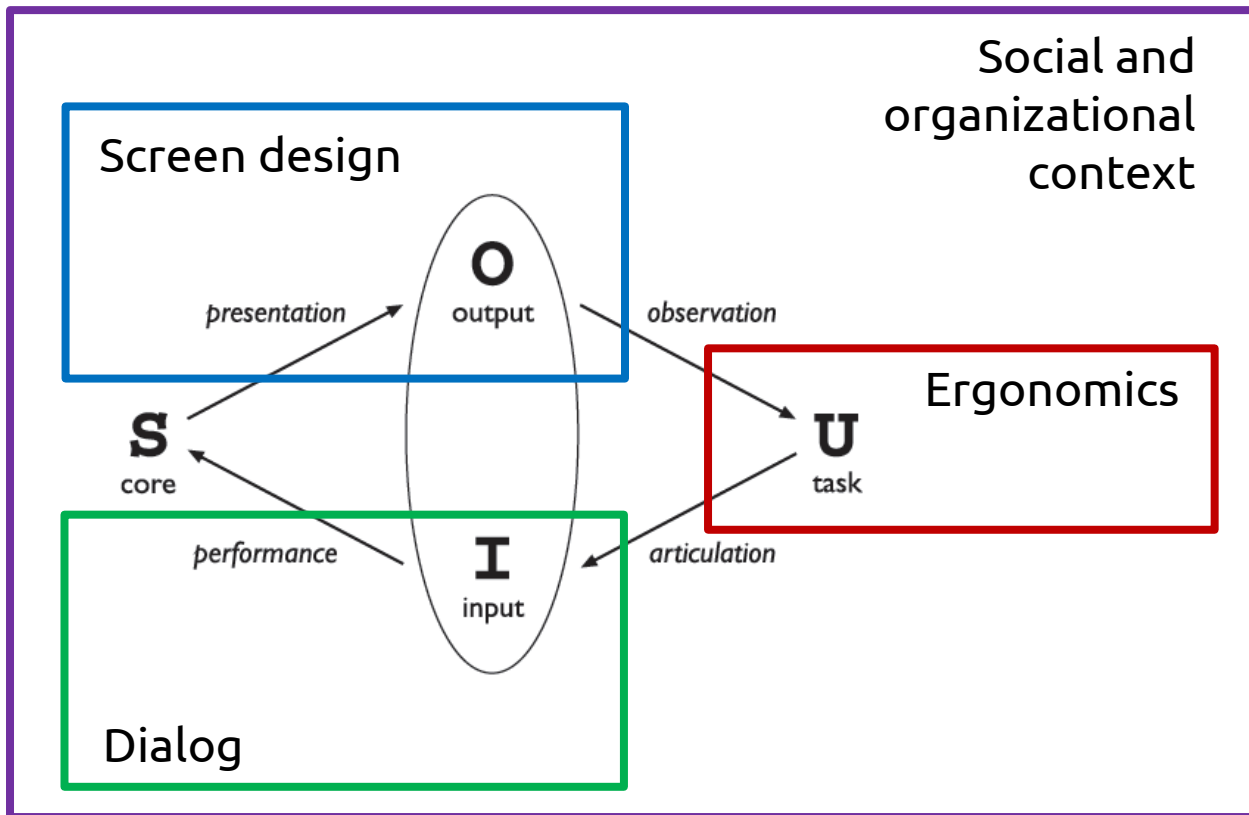 Social and
organizational
context
Screen design
O
output
presentation
observation
Ergonomics
S
core
U
task
performance
I
input
articulation
Dialog